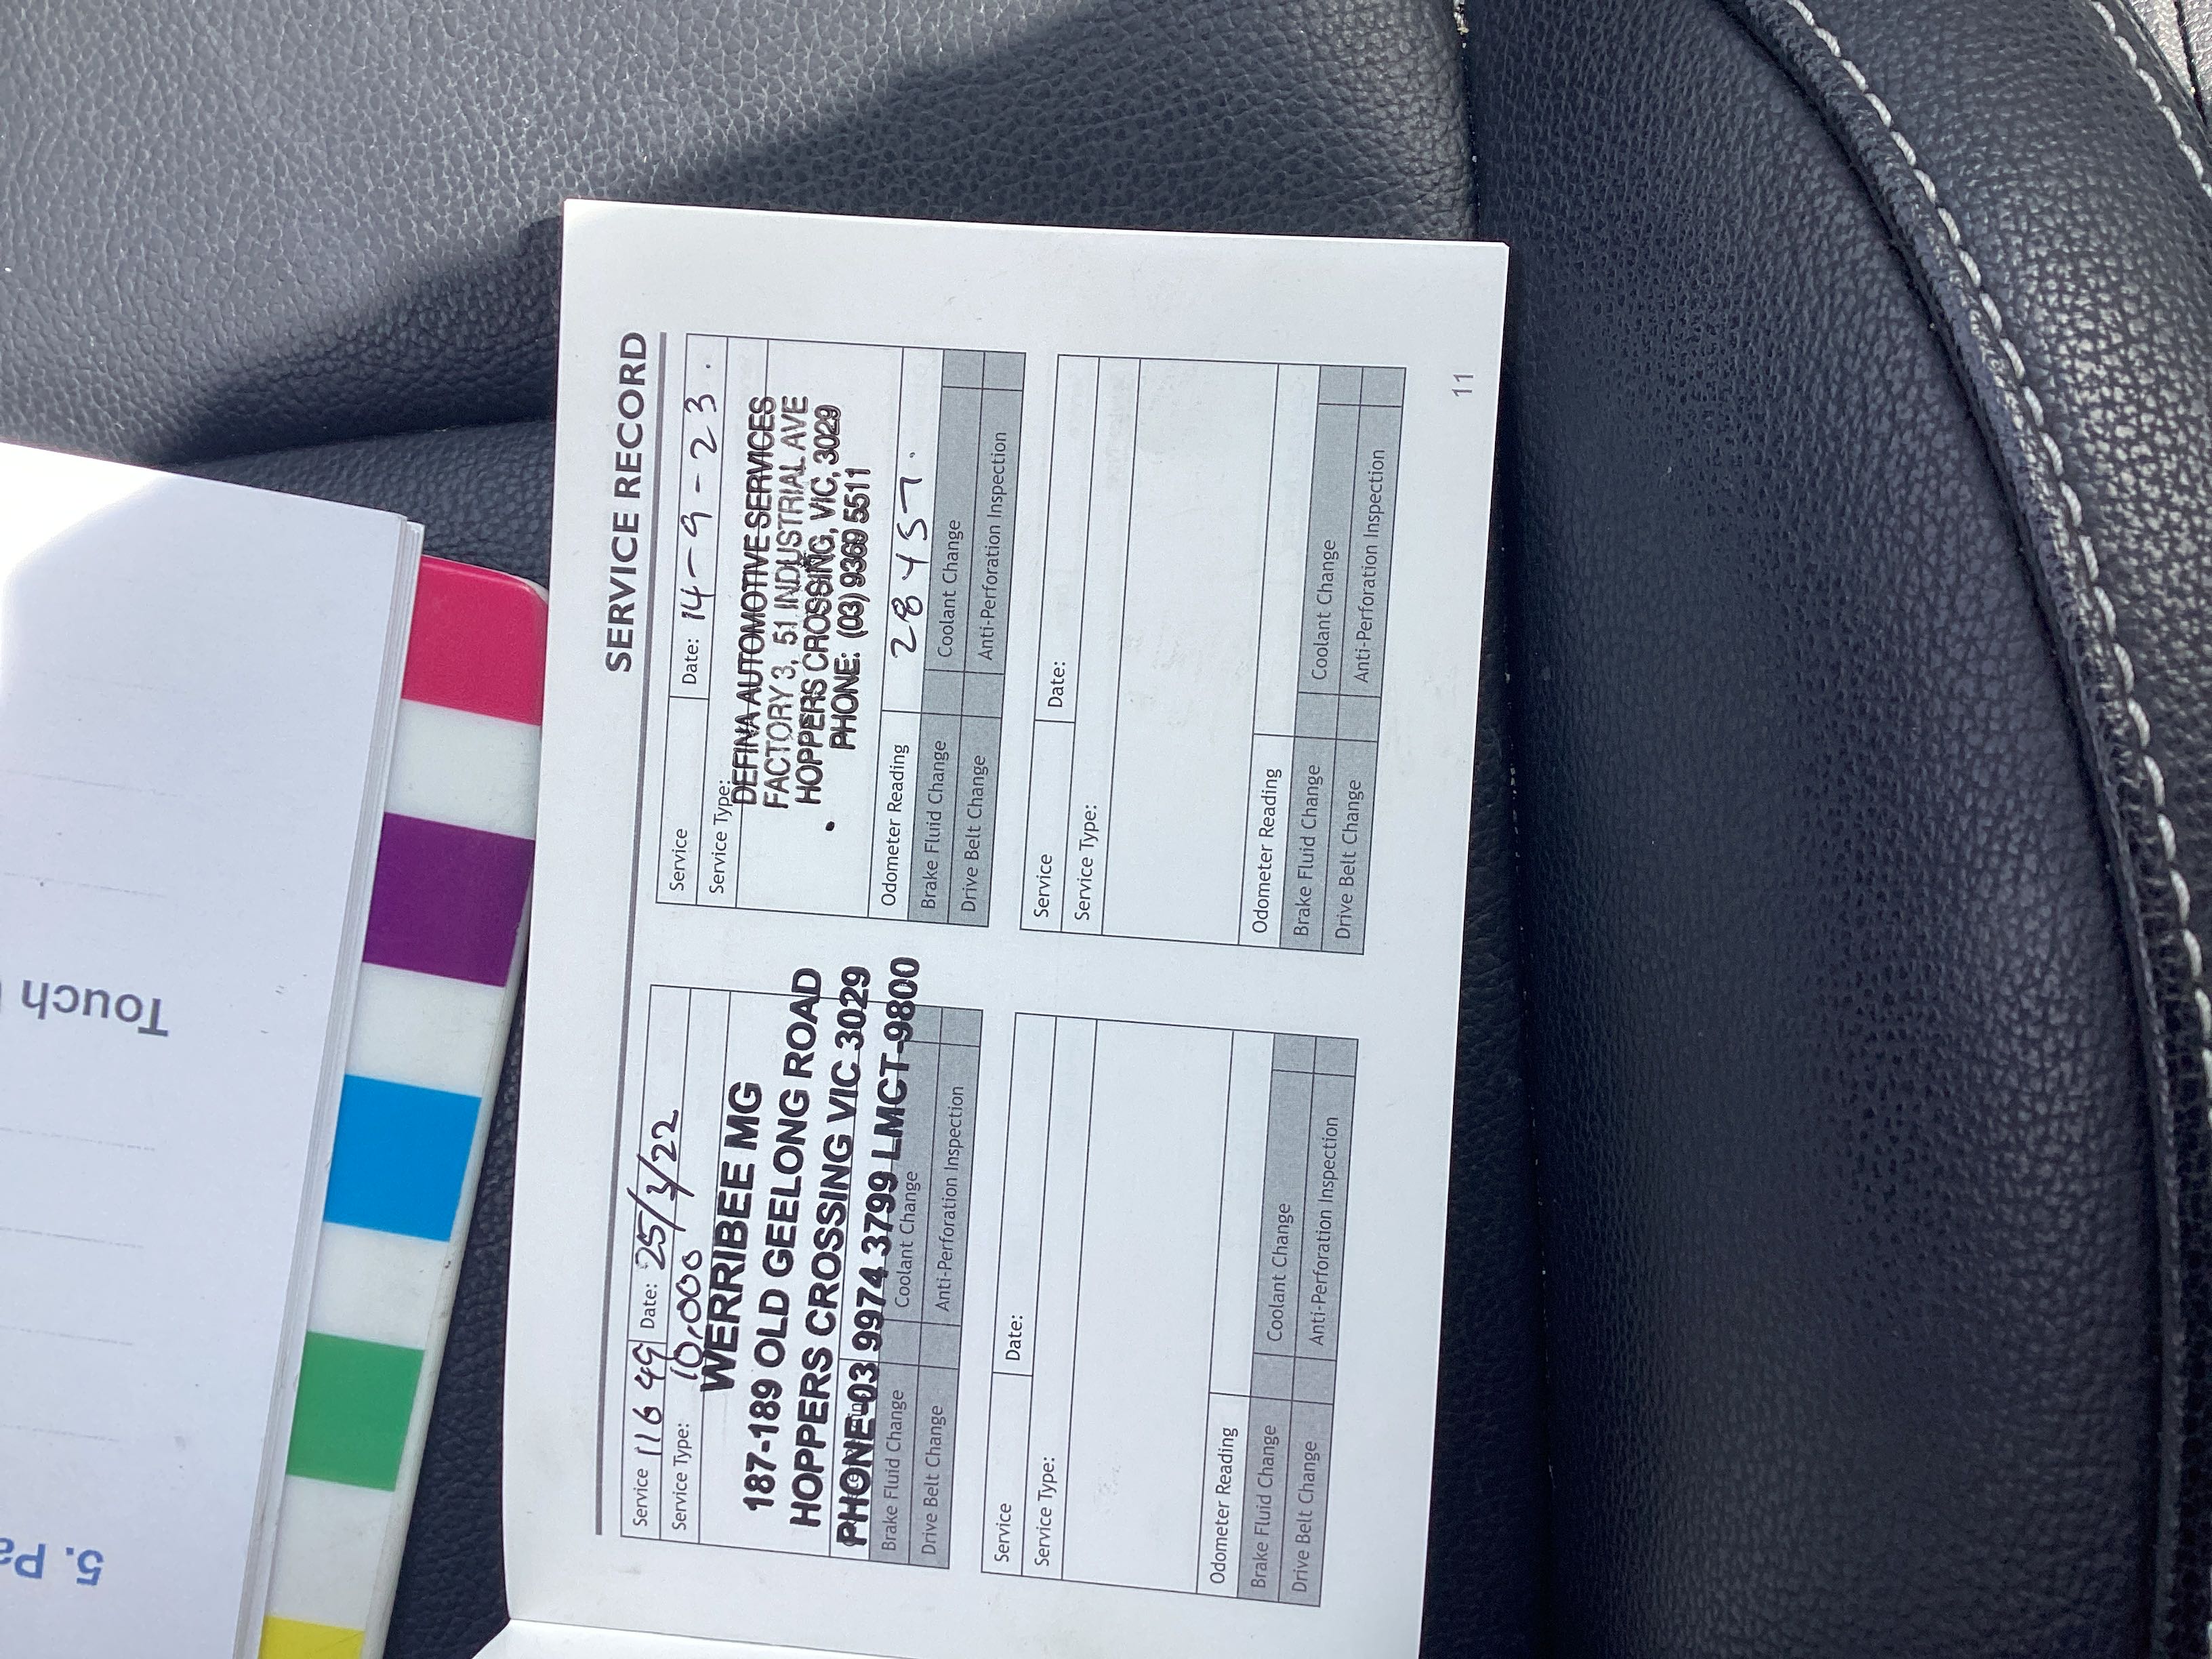 SERVICE RECORD
Service 11649 Date: 25/3/22
Service Type: 10,000
WERRIBEE MG
187-189 OLD GEELONG ROAD
HOPPERS CROSSING VIC 3029
PHONE 03 9974 3799 LMCT-9800
Brake Fluid Change Coolant Change
Drive Belt Change Anti-Perforation Inspection
Service Date: 14-9-23.
Service Type:
DEFINA AUTOMOTIVE SERVICES
FACTORY 3, 51 INDUSTRIAL AVE
HOPPERS CROSSING, VIC, 3029
PHONE: (03) 9369 5511
Odometer Reading 28457.
Brake Fluid Change Coolant Change
Drive Belt Change Anti-Perforation Inspection
Service Date:
Service Type:
Odometer Reading
Brake Fluid Change Coolant Change
Drive Belt Change Anti-Perforation Inspection
Service Date:
Service Type:
Odometer Reading
Brake Fluid Change Coolant Change
Drive Belt Change Anti-Perforation Inspection
11
Touch
5. Pa